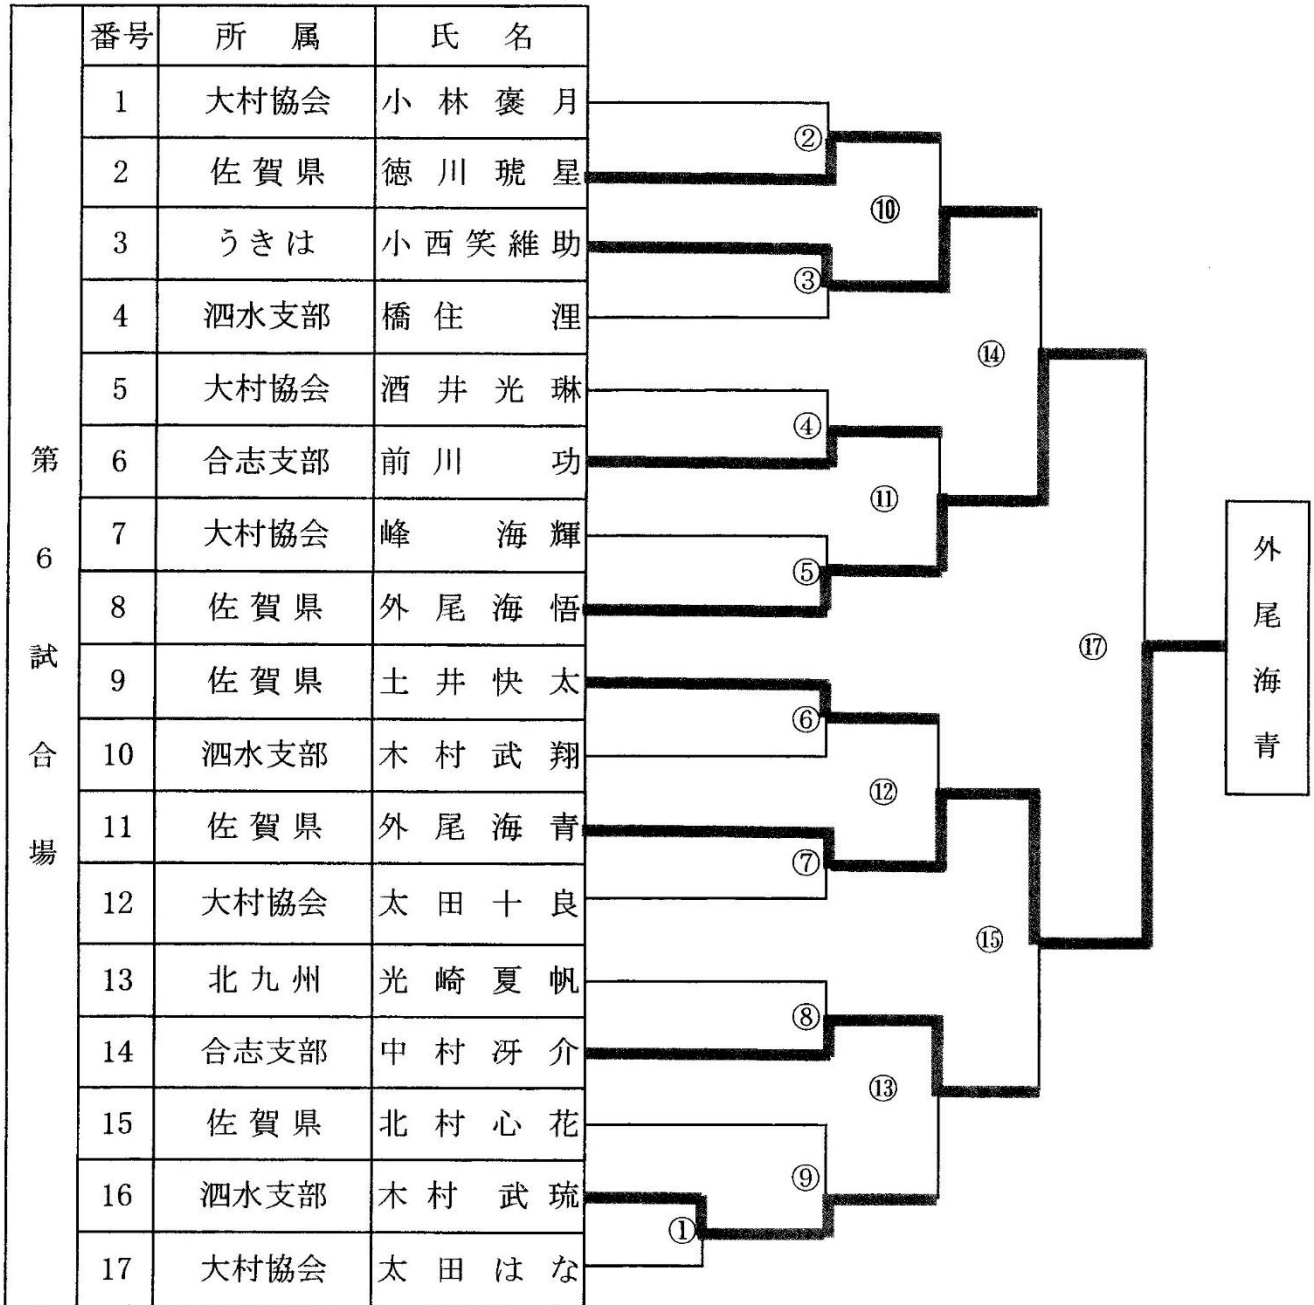 番号 所属 氏名
1 大村協会 小林褒月
2 佐賀県 徳川琥星
3 うきは 小西笑維助
4 泗水支部 橋住浬
5 大村協会 酒井光琳
6 合志支部 前川功
7 大村協会 峰海輝
8 佐賀県 外尾海悟
9 佐賀県 土井快太
10 泗水支部 木村武翔
11 佐賀県 外尾海青
12 大村協会 太田十良
13 北九州 光崎夏帆
14 合志支部 中村冴介
15 佐賀県 北村心花
16 泗水支部 木村武琉
17 大村協会 太田はな
第6試合場
②
③
④
⑤
⑥
⑦
⑧
⑨
①
⑩
⑪
⑫
⑬
⑭
⑮
⑰
外尾海青